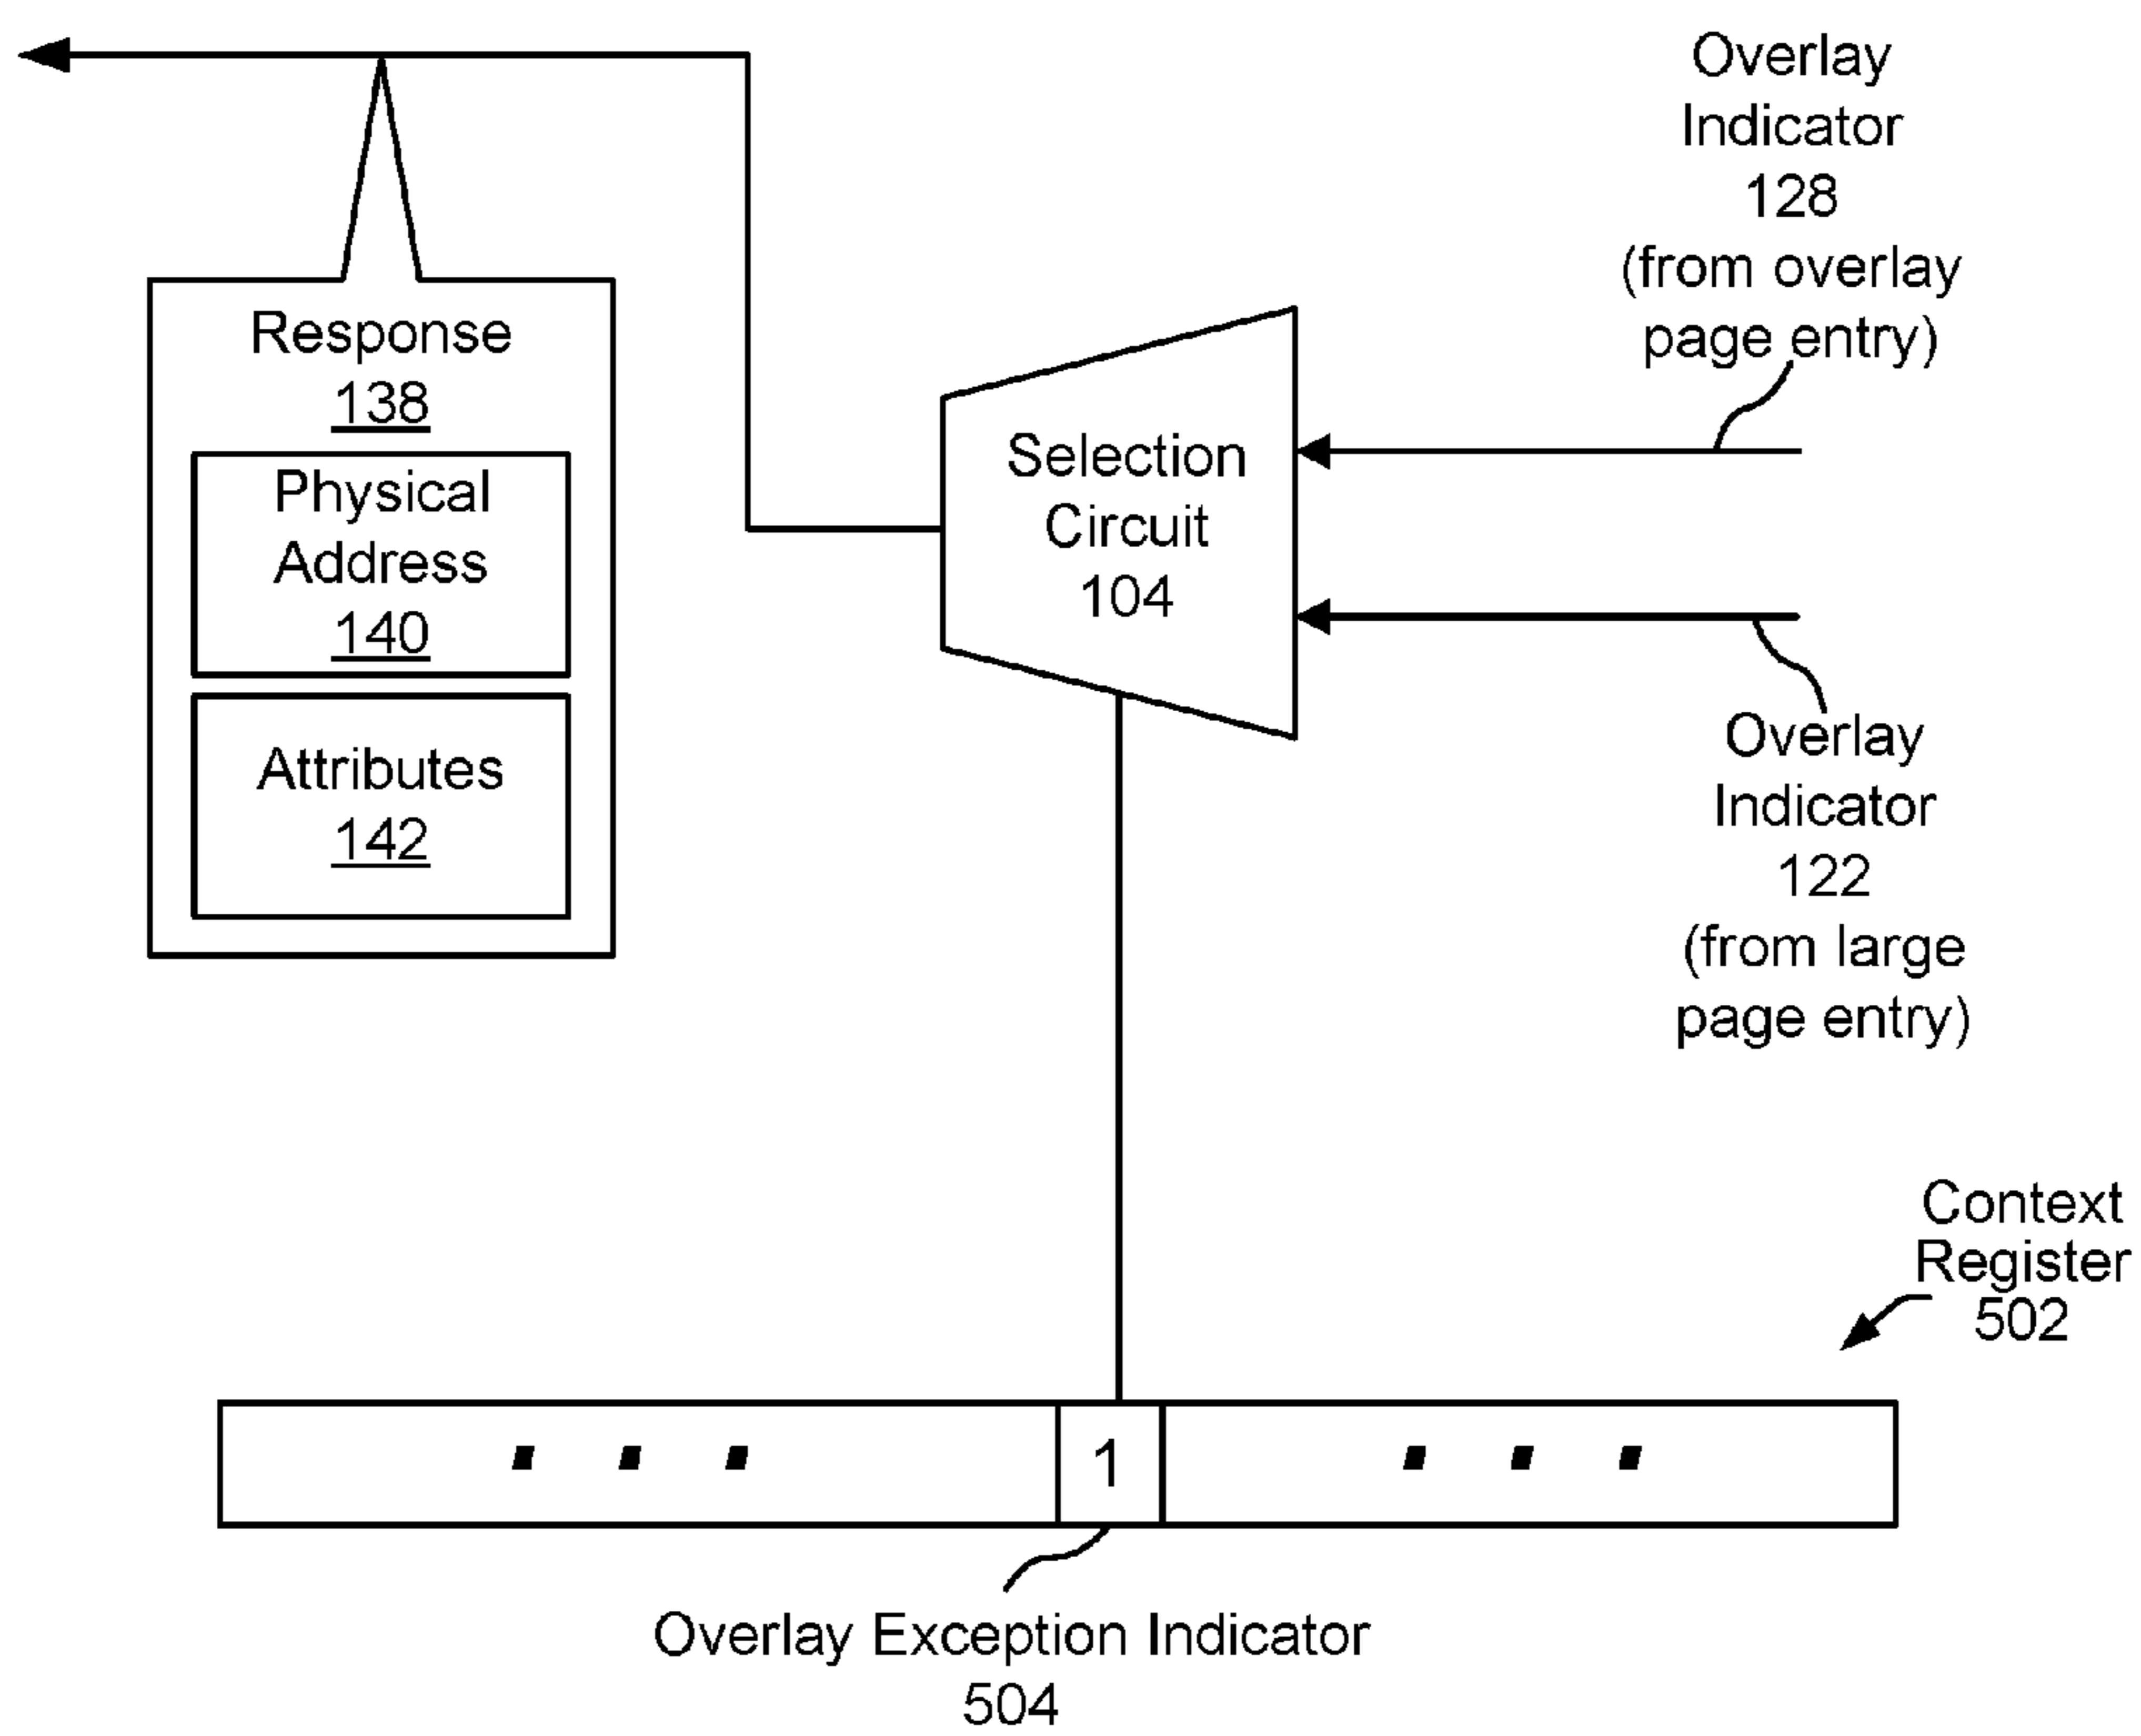 Overlay
Indicator
128
(from overlay
page entry)
Response
138
Physical
Address
140
Attributes
142
Selection
Circuit
104
Overlay
Indicator
122
(from large
page entry)
Context
Register
502
1
Overlay Exception Indicator
504